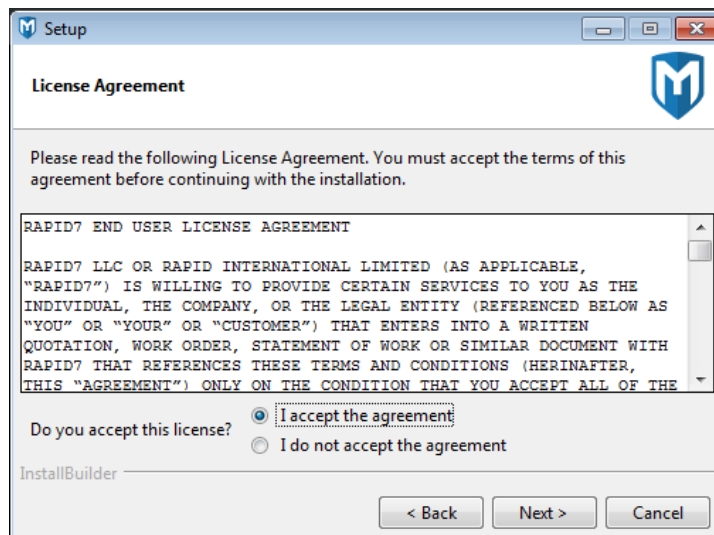 Setup
License Agreement
Please read the following License Agreement. You must accept the terms of this
agreement before continuing with the installation.
RAPID7 END USER LICENSE AGREEMENT
RAPID7 LLC OR RAPID INTERNATIONAL LIMITED (AS APPLICABLE,
“RAPID7”) IS WILLING TO PROVIDE CERTAIN SERVICES TO YOU AS THE
INDIVIDUAL, THE COMPANY, OR THE LEGAL ENTITY (REFERENCED BELOW AS
“YOU” OR “YOUR” OR “CUSTOMER”) THAT ENTERS INTO A WRITTEN
QUOTATION, WORK ORDER, STATEMENT OF WORK OR SIMILAR DOCUMENT WITH
RAPID7 THAT REFERENCES THESE TERMS AND CONDITIONS (HERINAFTER,
THIS “AGREEMENT”) ONLY ON THE CONDITION THAT YOU ACCEPT ALL OF THE
Do you accept this license?
I accept the agreement
I do not accept the agreement
InstallBuilder
< Back Next > Cancel